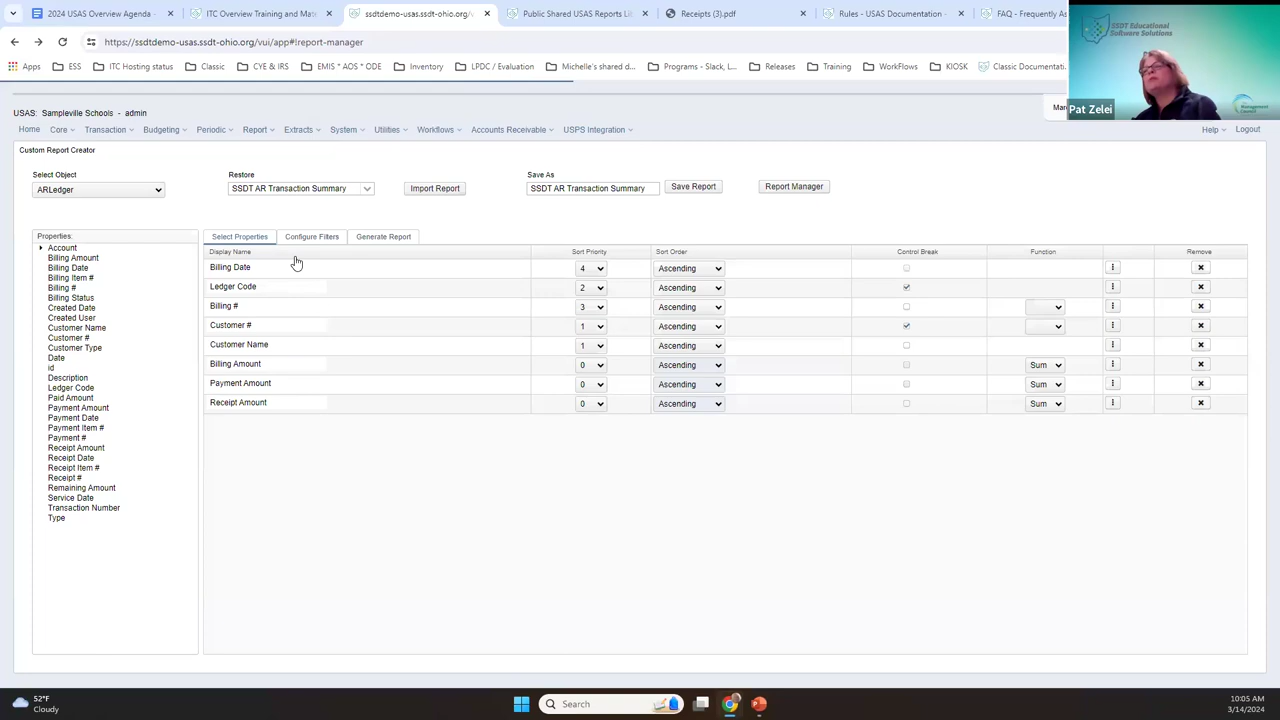 2024 USAS Overview Agenda -
ITC Overview Training and Mat
ssdtdemo-usas.ssdt-ohio.org/
Public Shared USAS Reports Li
Receipts (3).pdf
Rules - USAS Documentation -
FAQ - Frequently As
https://ssdtdemo-usas.ssdt-ohio.org/vui/app#!report-manager
Apps
ESS
ITC Hosting status
Classic
CYE & IRS
EMIS * AOS * ODE
Inventory
LPDC / Evaluation
Michelle's shared d...
Programs - Slack, L...
Releases
Training
WorkFlows
KIOSK
Classic Documentati
SSDT Educational
Software Solutions
Management
Council
Pat Zelei
USAS: Sampleville Schools - admin
Home
Core
Transaction
Budgeting
Periodic
Report
Extracts
System
Utilities
Workflows
Accounts Receivable
USPS Integration
Help
Logout
Custom Report Creator
Select Object
ARLedger
Restore
SSDT AR Transaction Summary
Import Report
Save As
SSDT AR Transaction Summary
Save Report
Report Manager
Properties:
Account
Billing Amount
Billing Date
Billing Item #
Billing #
Billing Status
Created Date
Created User
Customer Name
Customer #
Customer Type
Date
id
Description
Ledger Code
Paid Amount
Payment Amount
Payment Date
Payment Item #
Payment #
Receipt Amount
Receipt Date
Receipt Item #
Receipt #
Remaining Amount
Service Date
Transaction Number
Type
Select Properties
Configure Filters
Generate Report
Display Name
Sort Priority
Sort Order
Control Break
Function
Remove
Billing Date 4 Ascending
Ledger Code 2 Ascending
Billing # 3 Ascending
Customer # 1 Ascending
Customer Name 1 Ascending
Billing Amount 0 Ascending Sum
Payment Amount 0 Ascending Sum
Receipt Amount 0 Ascending Sum
52°F
Cloudy
Search
10:05 AM
3/14/2024